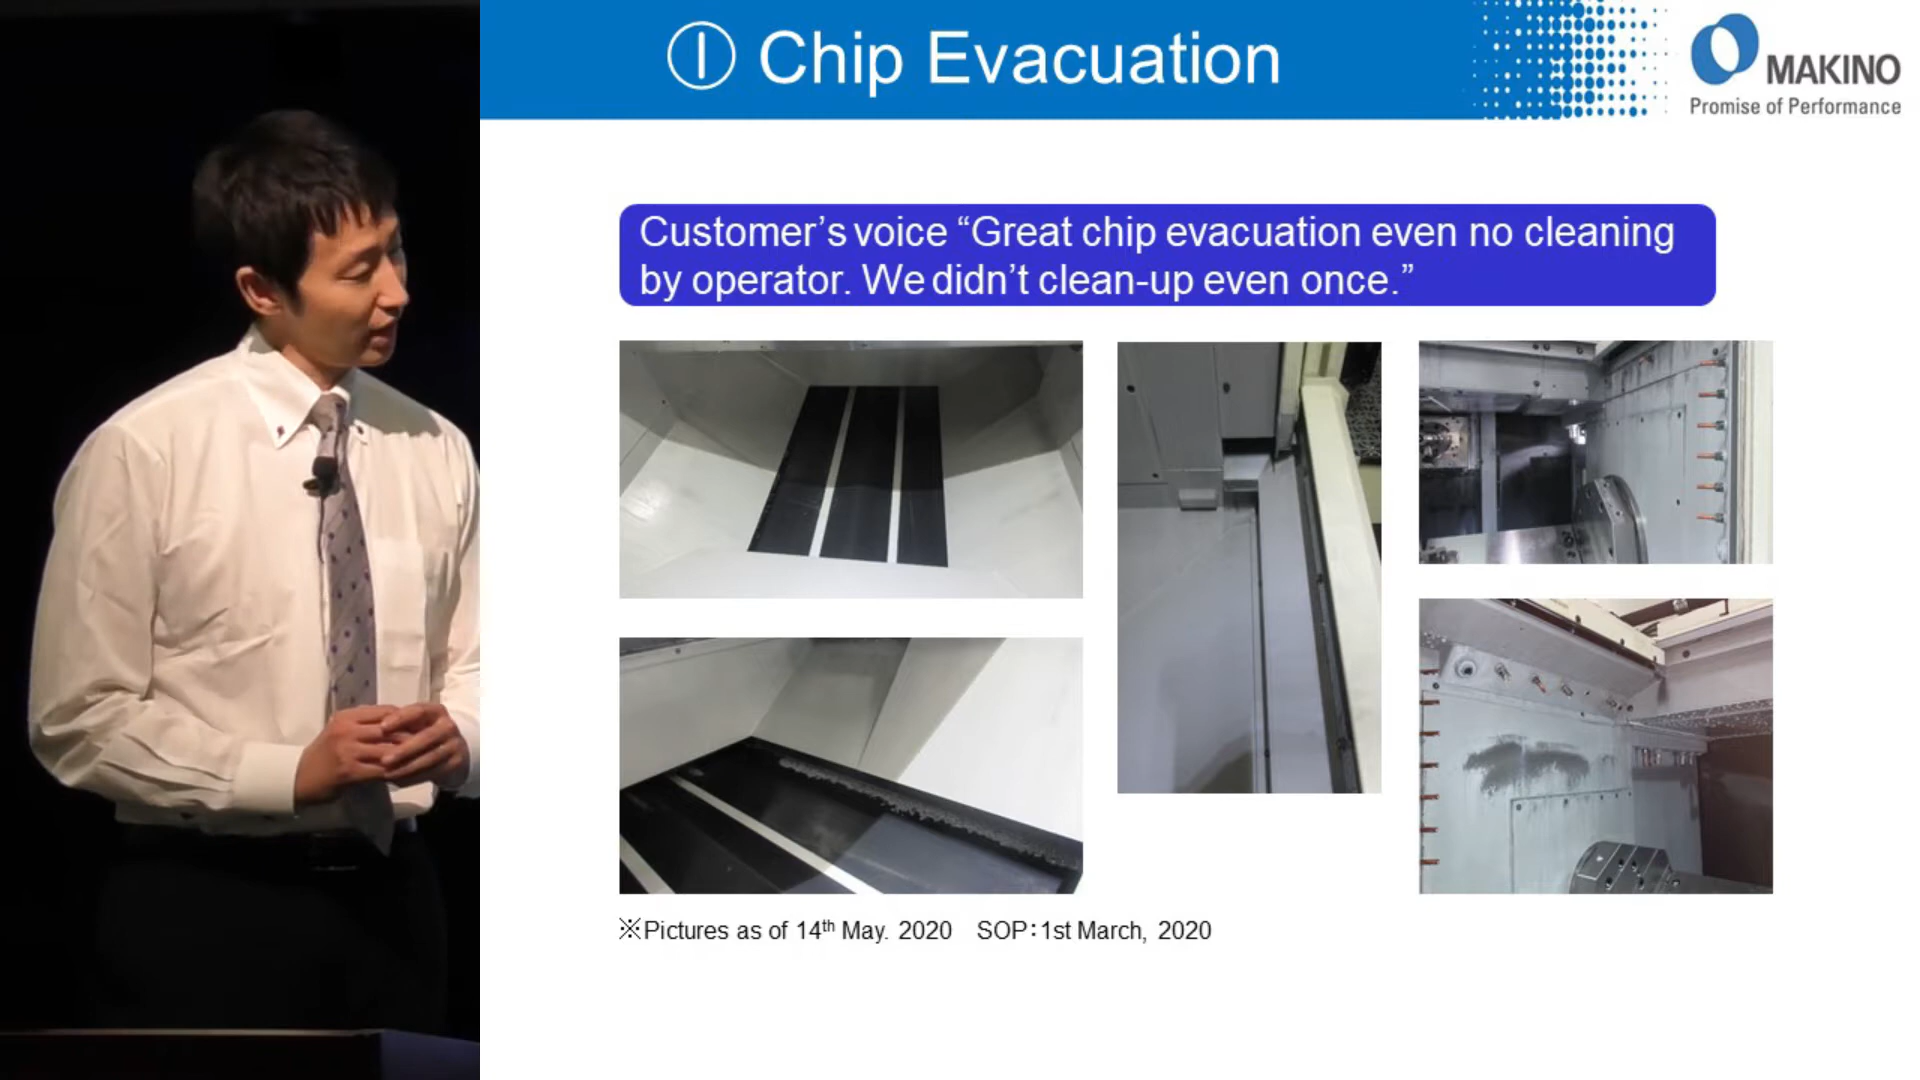 ① Chip Evacuation
MAKINO
Promise of Performance
Customer’s voice “Great chip evacuation even no cleaning
by operator. We didn’t clean-up even once.”
※Pictures as of 14th May. 2020 SOP:1st March, 2020